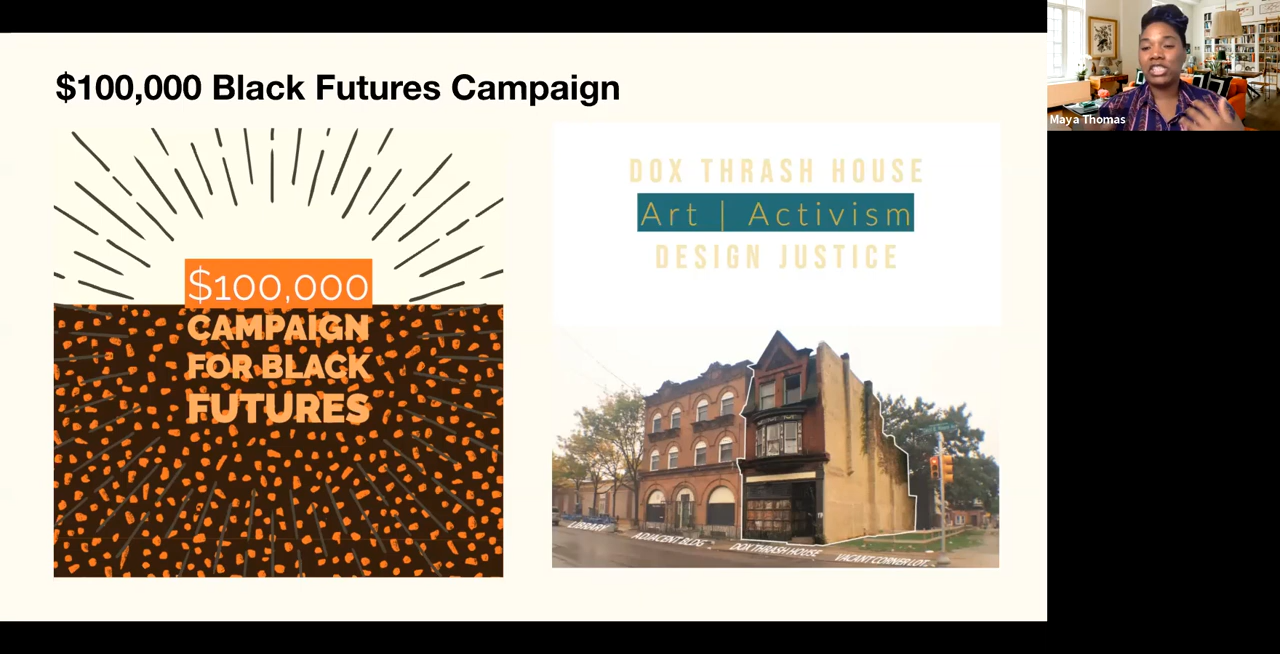 $100,000 Black Futures Campaign
$100,000
CAMPAIGN
FOR BLACK
FUTURES
DOX THRASH HOUSE
Art | Activism
DESIGN JUSTICE
LIBRARY
ADJACENT BLDG
DOX THRASH HOUSE
VACANT CORNER LOT
Maya Thomas